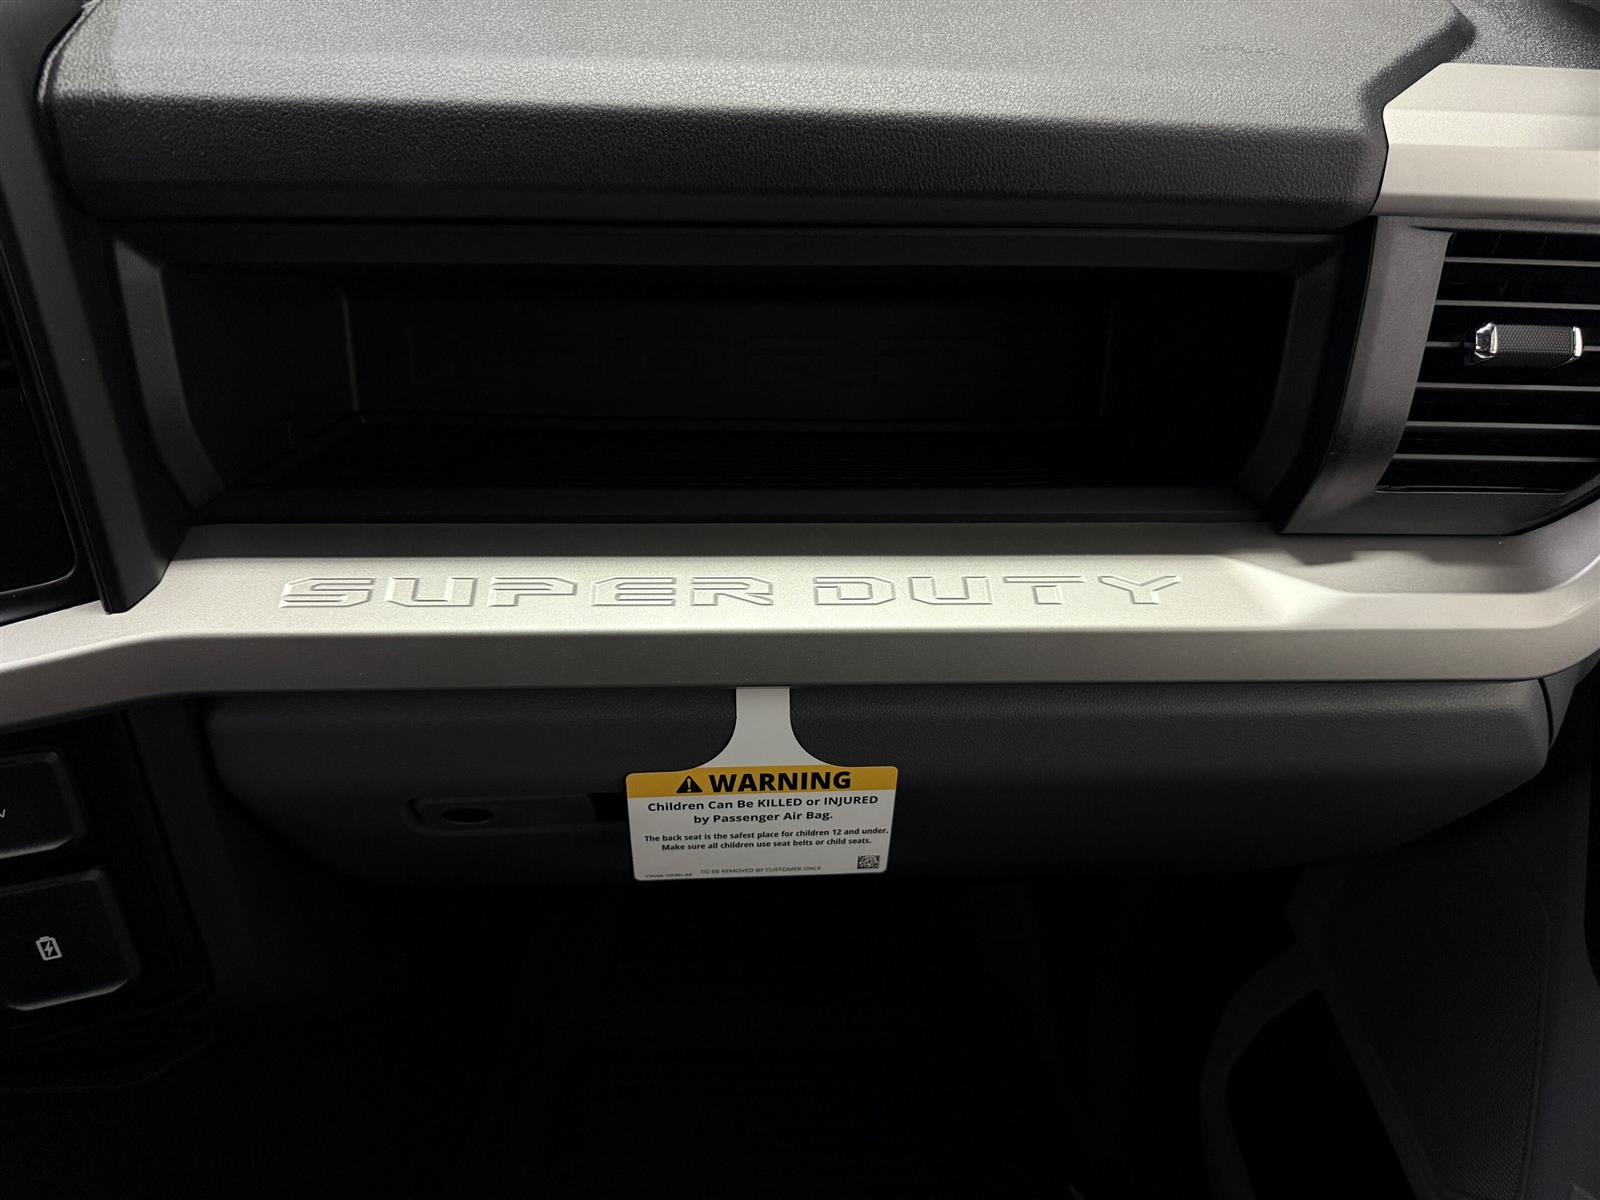 FORD
SUPER DUTY
WARNING
Children Can Be KILLED or INJURED
by Passenger Air Bag.
The back seat is the safest place for children 12 and under.
Make sure all children use seat belts or child seats.
TO BE REMOVED BY CUSTOMER ONLY